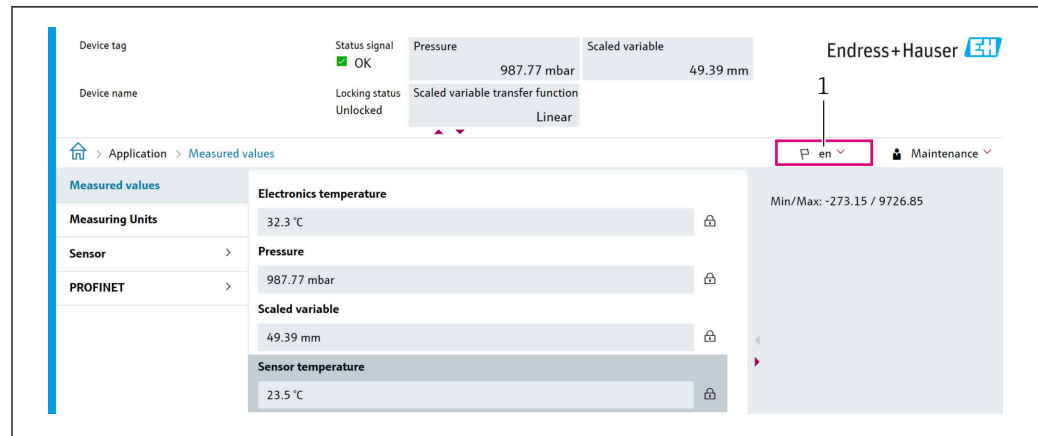 Device tag
Status signal
OK
Pressure
987.77 mbar
Scaled variable
49.39 mm
Endress+Hauser EH
Device name
Locking status
Unlocked
Scaled variable transfer function
Linear
1
> Application > Measured values
en
Maintenance
Measured values
Measuring Units
Sensor >
PROFINET >
Electronics temperature
32.3 °C
Pressure
987.77 mbar
Scaled variable
49.39 mm
Sensor temperature
23.5 °C
Min/Max: -273.15 / 9726.85